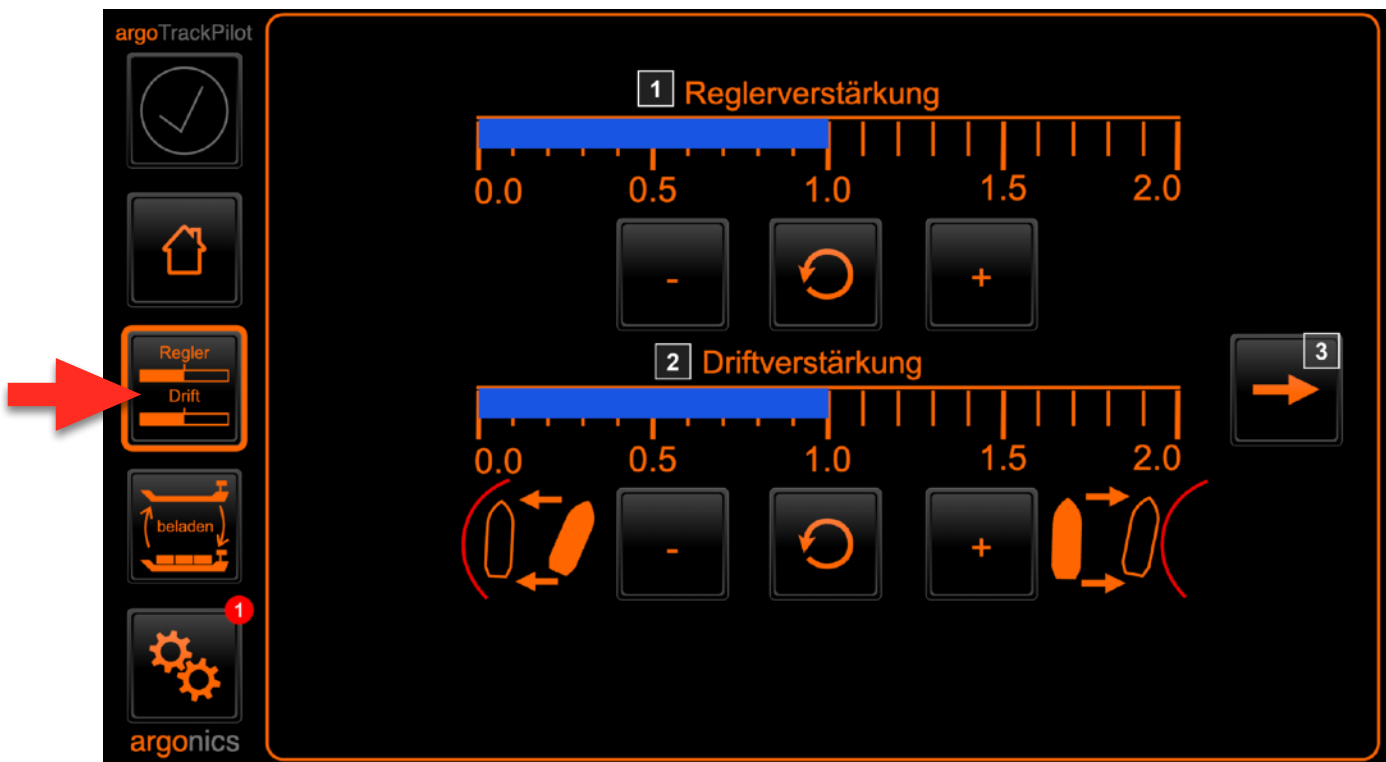 argoTrackPilot
1 Reglerverstärkung
0.0 0.5 1.0 1.5 2.0
- +
Regler
Drift
2 Driftverstärkung
3
0.0 0.5 1.0 1.5 2.0
- +
beladen
1
argonics